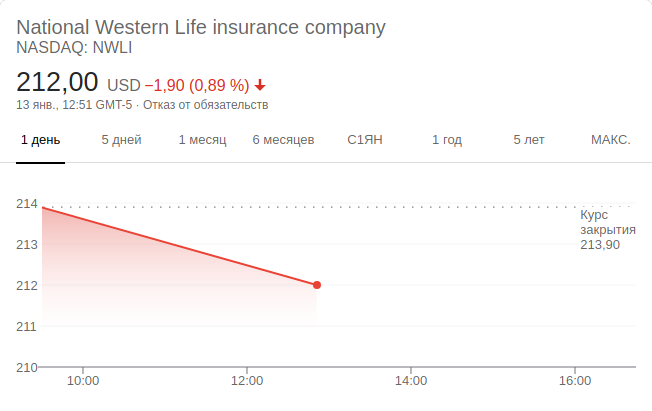 National Western Life insurance company
NASDAQ: NWLI
212,00 USD −1,90 (0,89 %)
13 янв., 12:51 GMT-5 · Отказ от обязательств
1 день 5 дней 1 месяц 6 месяцев С1ЯН 1 год 5 лет МАКС.
214
Курс
закрытия
213,90
213
212
211
210
10:00 12:00 14:00 16:00